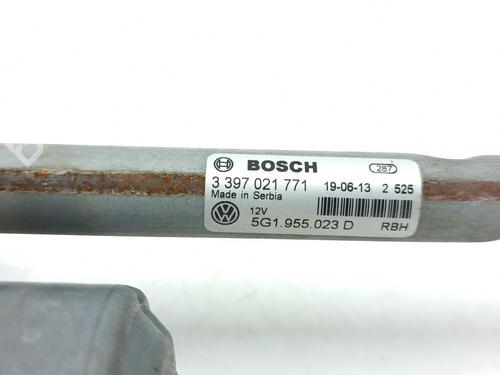 BOSCH 287
3 397 021 771 19-06-13 2 525
Made in Serbia
12V
5G1.955.023 D RBH